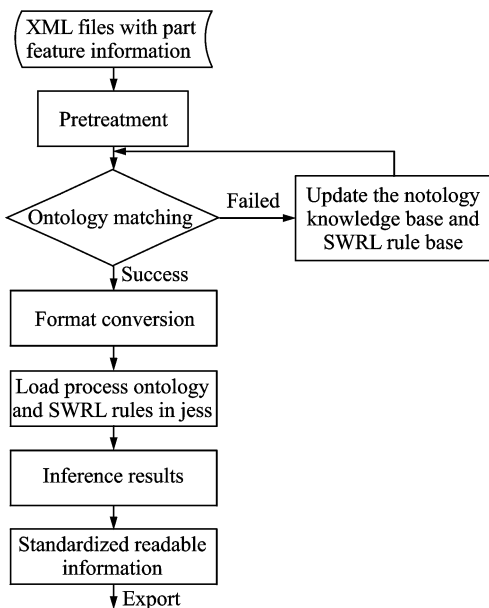 XML files with part
feature information
Pretreatment
Ontology matching
Failed
Update the notology
knowledge base and
SWRL rule base
Success
Format conversion
Load process ontology
and SWRL rules in jess
Inference results
Standardized readable
information
Export